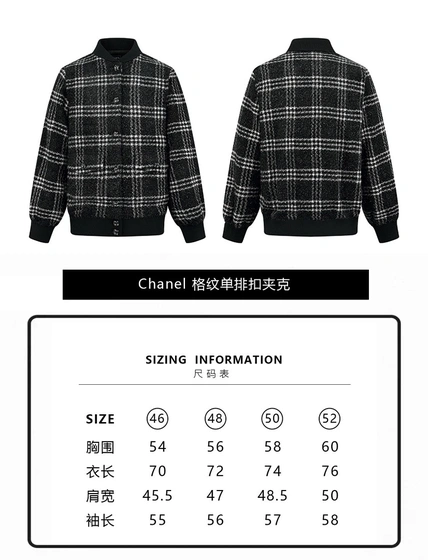 Chanel 格纹单排扣夹克
SIZING INFORMATION
尺码表
SIZE 46 48 50 52
胸围 54 56 58 60
衣长 70 72 74 76
肩宽 45.5 47 48.5 50
袖长 55 56 57 58